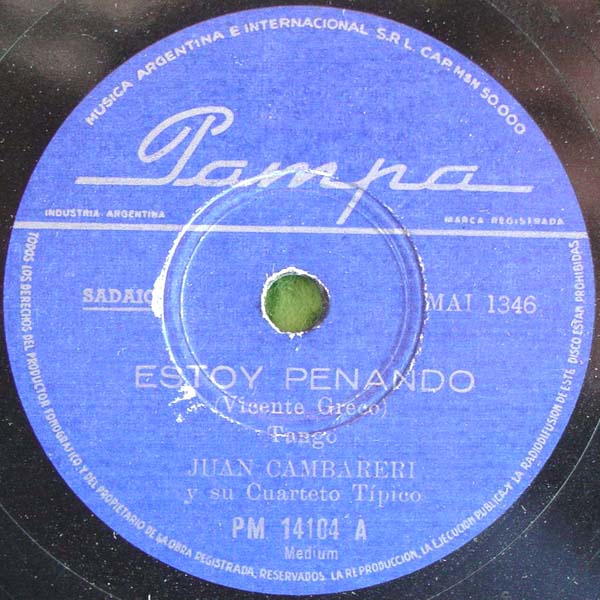 MUSICA ARGENTINA E INTERNACIONAL S.R.L. CAP. M$N 50.000
Pampa
INDUSTRIA ARGENTINA
MARCA REGISTRADA
SADAIC
MAI 1346
ESTOY PENANDO
(Vicente Greco)
Tango
JUAN CAMBARERI
y su Cuarteto Típico
PM 14104 A
Medium
TODOS LOS DERECHOS DEL PRODUCTOR FONOGRAFICO Y DEL PROPIETARIO DE LA OBRA REGISTRADA, RESERVADOS. LA REPRODUCCION, LA EJECUCION PUBLICA Y LA RADIODIFUSION DE ESTE DISCO ESTAN PROHIBIDAS